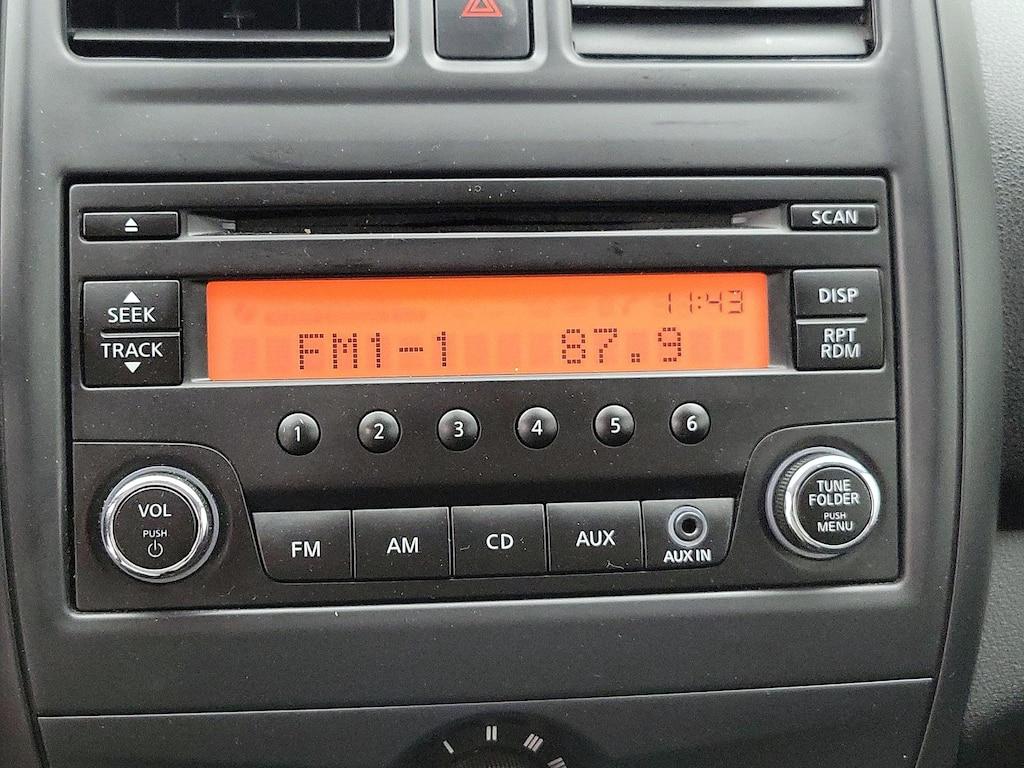 SCAN
SEEK
TRACK
11:43
FM1-1 87.9
DISP
RPT
RDM
1 2 3 4 5 6
VOL
PUSH
TUNE
FOLDER
PUSH
MENU
FM AM CD AUX
AUX IN